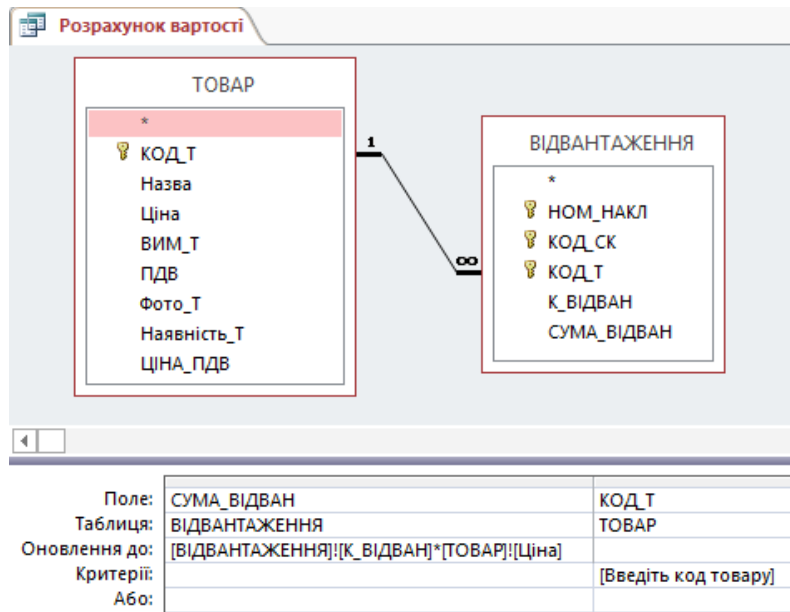 Розрахунок вартості
ТОВАР
*
КОД_Т
Назва
Ціна
ВИМ_Т
ПДВ
Фото_Т
Наявність_Т
ЦІНА_ПДВ
1
∞
ВІДВАНТАЖЕННЯ
*
НОМ_НАКЛ
КОД_СК
КОД_Т
К_ВІДВАН
СУМА_ВІДВАН
Поле: СУМА_ВІДВАН КОД_Т
Таблиця: ВІДВАНТАЖЕННЯ ТОВАР
Оновлення до: [ВІДВАНТАЖЕННЯ]![К_ВІДВАН]*[ТОВАР]![Ціна]
Критерії: [Введіть код товару]
Або: